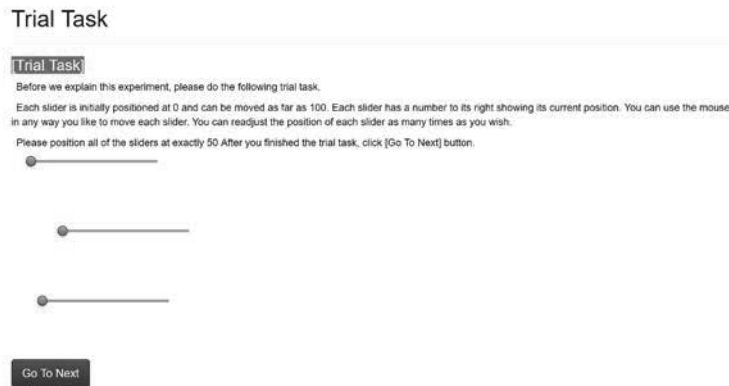 Trial Task
[Trial Task]
Before we explain this experiment, please do the following trial task.
Each slider is initially positioned at 0 and can be moved as far as 100. Each slider has a number to its right showing its current position. You can use the mouse
in any way you like to move each slider. You can readjust the position of each slider as many times as you wish.
Please position all of the sliders at exactly 50 After you finished the trial task, click [Go To Next] button.
Go To Next